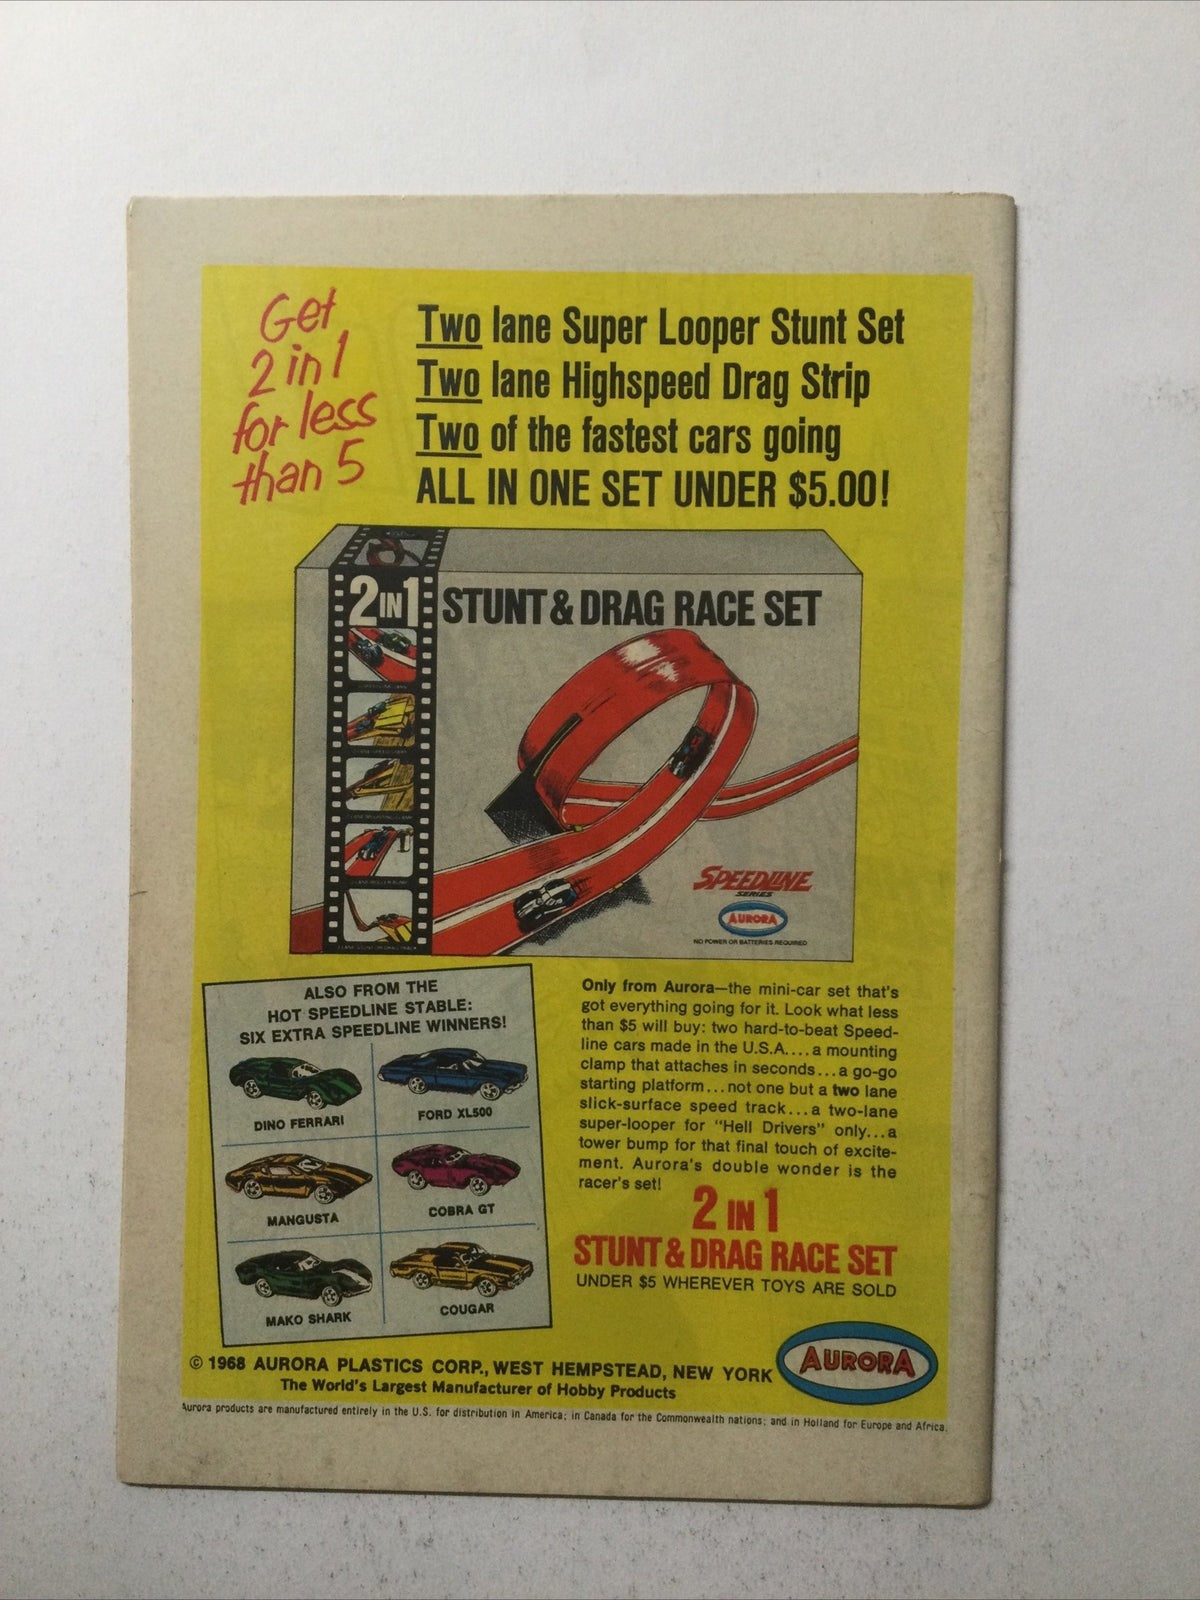 Get
2 in 1
for less
than 5
Two lane Super Looper Stunt Set
Two lane Highspeed Drag Strip
Two of the fastest cars going
ALL IN ONE SET UNDER $5.00!
2 IN 1
STUNT & DRAG RACE SET
SPEEDLINE
SERIES
AURORA
NO POWER OR BATTERIES REQUIRED
ALSO FROM THE
HOT SPEEDLINE STABLE:
SIX EXTRA SPEEDLINE WINNERS!
DINO FERRARI
FORD XL500
MANGUSTA
COBRA GT
MAKO SHARK
COUGAR
Only from Aurora—the mini-car set that's
got everything going for it. Look what less
than $5 will buy: two hard-to-beat Speed-
line cars made in the U.S.A.... a mounting
clamp that attaches in seconds...a go-go
starting platform...not one but a two lane
slick-surface speed track...a two-lane
super-looper for "Hell Drivers" only...a
tower bump for that final touch of excite-
ment. Aurora's double wonder is the
racer's set!
2 IN 1
STUNT & DRAG RACE SET
UNDER $5 WHEREVER TOYS ARE SOLD
© 1968 AURORA PLASTICS CORP., WEST HEMPSTEAD, NEW YORK
The World's Largest Manufacturer of Hobby Products
AURORA
Aurora products are manufactured entirely in the U.S. for distribution in America; in Canada for the Commonwealth nations; and in Holland for Europe and Africa.